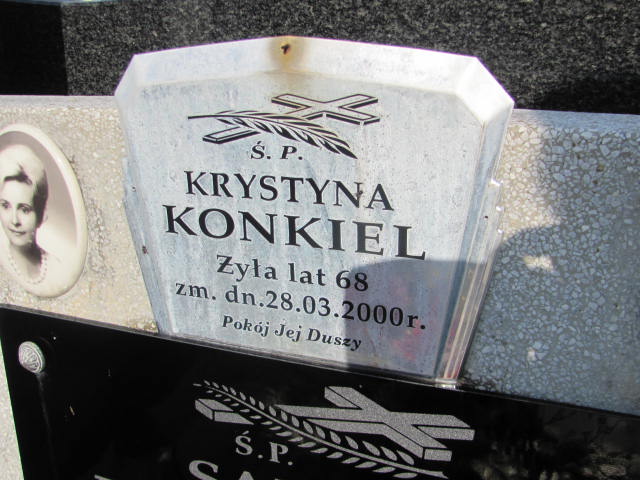 Ś. P.
KRYSTYNA
KONKIEL
Żyła lat 68
zm. dn.28.03.2000r.
Pokój Jej Duszy
Ś.P.